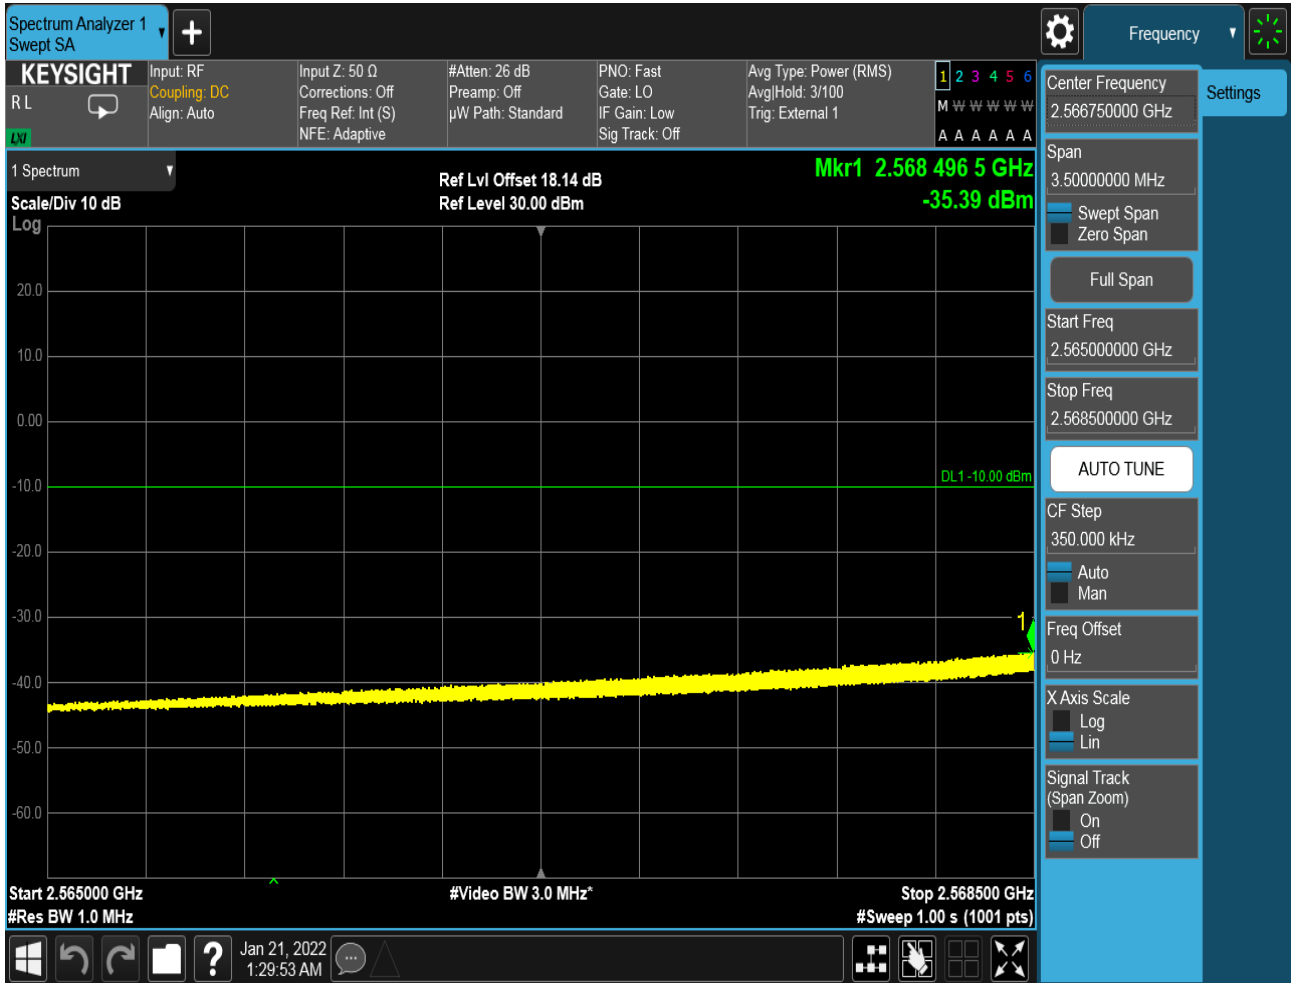 Spectrum Analyzer 1
Swept SA
Frequency
KEYSIGHT
R L
LXI
Input: RF
Coupling: DC
Align: Auto
Input Z: 50 Ω
Corrections: Off
Freq Ref: Int (S)
NFE: Adaptive
#Atten: 26 dB
Preamp: Off
µW Path: Standard
PNO: Fast
Gate: LO
IF Gain: Low
Sig Track: Off
Avg Type: Power (RMS)
Avg|Hold: 3/100
Trig: External 1
1 2 3 4 5 6
M W W W W W
A A A A A A
1 Spectrum
Scale/Div 10 dB
Log
Ref Lvl Offset 18.14 dB
Ref Level 30.00 dBm
Mkr1 2.568 496 5 GHz
-35.39 dBm
20.0
10.0
0.00
-10.0
-20.0
-30.0
-40.0
-50.0
-60.0
DL1 -10.00 dBm
1
Start 2.565000 GHz
#Res BW 1.0 MHz
#Video BW 3.0 MHz*
Stop 2.568500 GHz
#Sweep 1.00 s (1001 pts)
Jan 21, 2022
1:29:53 AM
Settings
Center Frequency
2.566750000 GHz
Span
3.50000000 MHz
Swept Span
Zero Span
Full Span
Start Freq
2.565000000 GHz
Stop Freq
2.568500000 GHz
AUTO TUNE
CF Step
350.000 kHz
Auto
Man
Freq Offset
0 Hz
X Axis Scale
Log
Lin
Signal Track
(Span Zoom)
On
Off